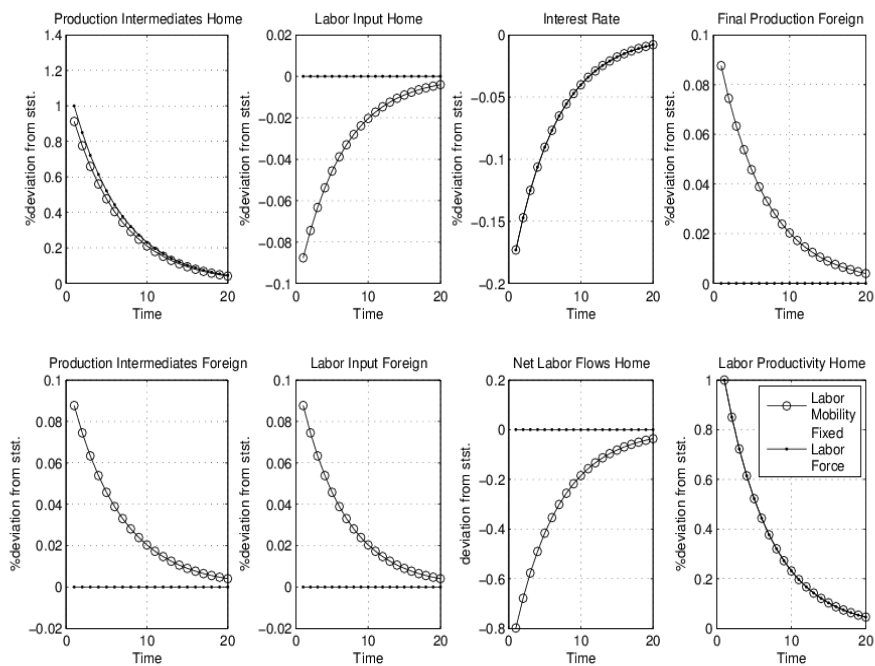 Production Intermediates Home
1.4
1.2
1
0.8
0.6
0.4
0.2
0
%deviation from stst.
0
10
20
Time
Labor Input Home
0.02
0
−0.02
−0.04
−0.06
−0.08
−0.1
%deviation from stst.
0
10
20
Time
Interest Rate
0
−0.05
−0.1
−0.15
−0.2
%deviation from stst.
0
10
20
Time
Final Production Foreign
0.1
0.08
0.06
0.04
0.02
0
%deviation from stst.
0
10
20
Time
Production Intermediates Foreign
0.1
0.08
0.06
0.04
0.02
0
−0.02
%deviation from stst.
0
10
20
Time
Labor Input Foreign
0.1
0.08
0.06
0.04
0.02
0
−0.02
%deviation from stst.
0
10
20
Time
Net Labor Flows Home
0.2
0
−0.2
−0.4
−0.6
−0.8
deviation from stst.
0
10
20
Time
Labor Productivity Home
1
0.8
0.6
0.4
0.2
0
%deviation from stst.
0
10
20
Time
Labor
Mobility
Fixed
Labor
Force